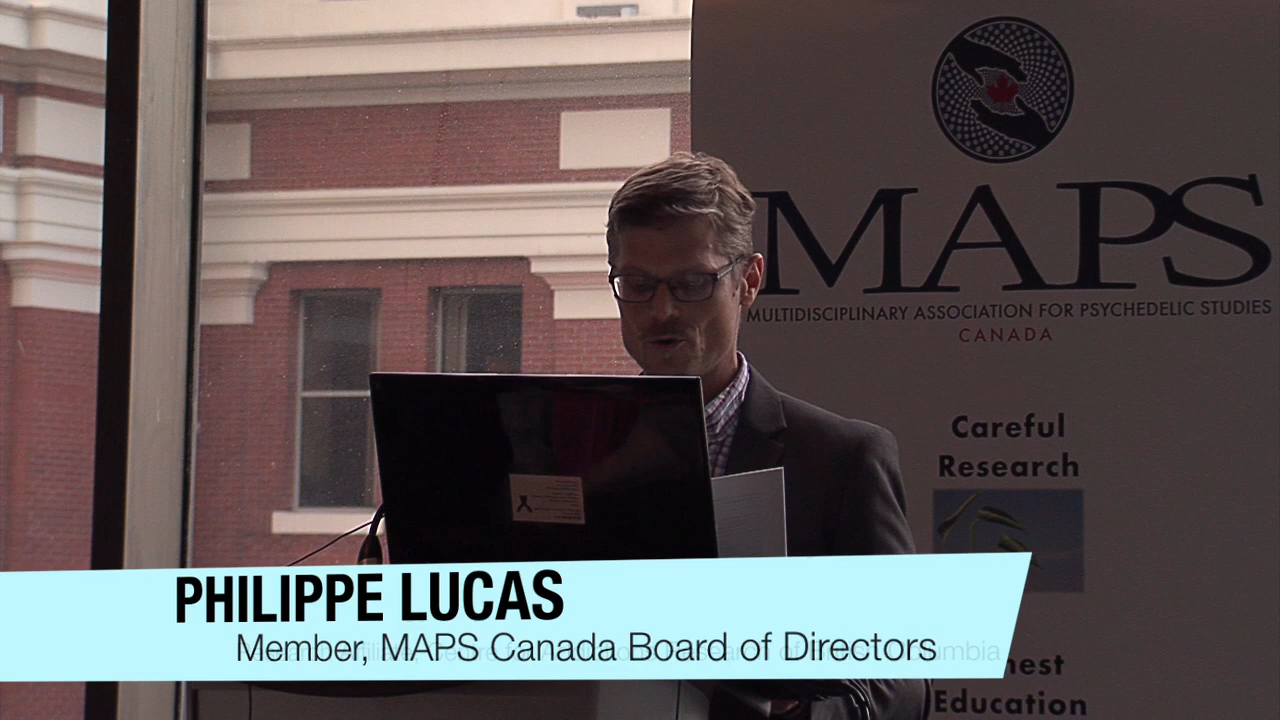 MAPS
MULTIDISCIPLINARY ASSOCIATION FOR PSYCHEDELIC STUDIES
CANADA
Careful
Research
Education
PHILIPPE LUCAS
Member, MAPS Canada Board of Directors